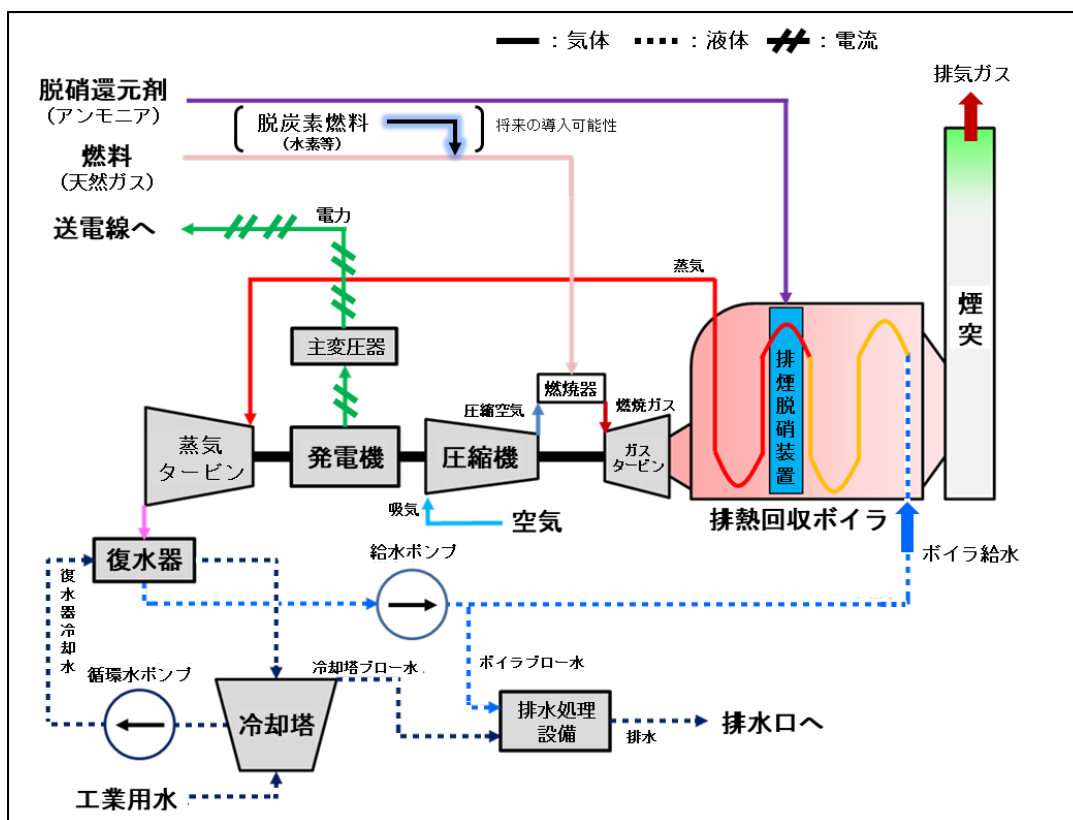 ：気体　：液体　：電流
脱硝還元剤
（アンモニア）
脱炭素燃料
（水素等）
将来の導入可能性
燃料
（天然ガス）
排気ガス
送電線へ
電力
蒸気
主変圧器
煙突
燃焼器
圧縮空気
燃焼ガス
蒸気
タービン
発電機
圧縮機
ガス
タービン
排煙脱硝装置
排熱回収ボイラ
吸気
空気
復水器
給水ポンプ
ボイラ給水
復水器冷却水
循環水ポンプ
冷却塔ブロー水
ボイラブロー水
冷却塔
排水処理
設備
排水
排水口へ
工業用水